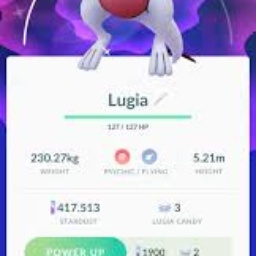 Lugia
127 / 127 HP
230.27kg
5.21m
WEIGHT
PSYCHIC / FLYING
HEIGHT
417.513
3
STARDUST
LUGIA CANDY
POWER UP
1900
2